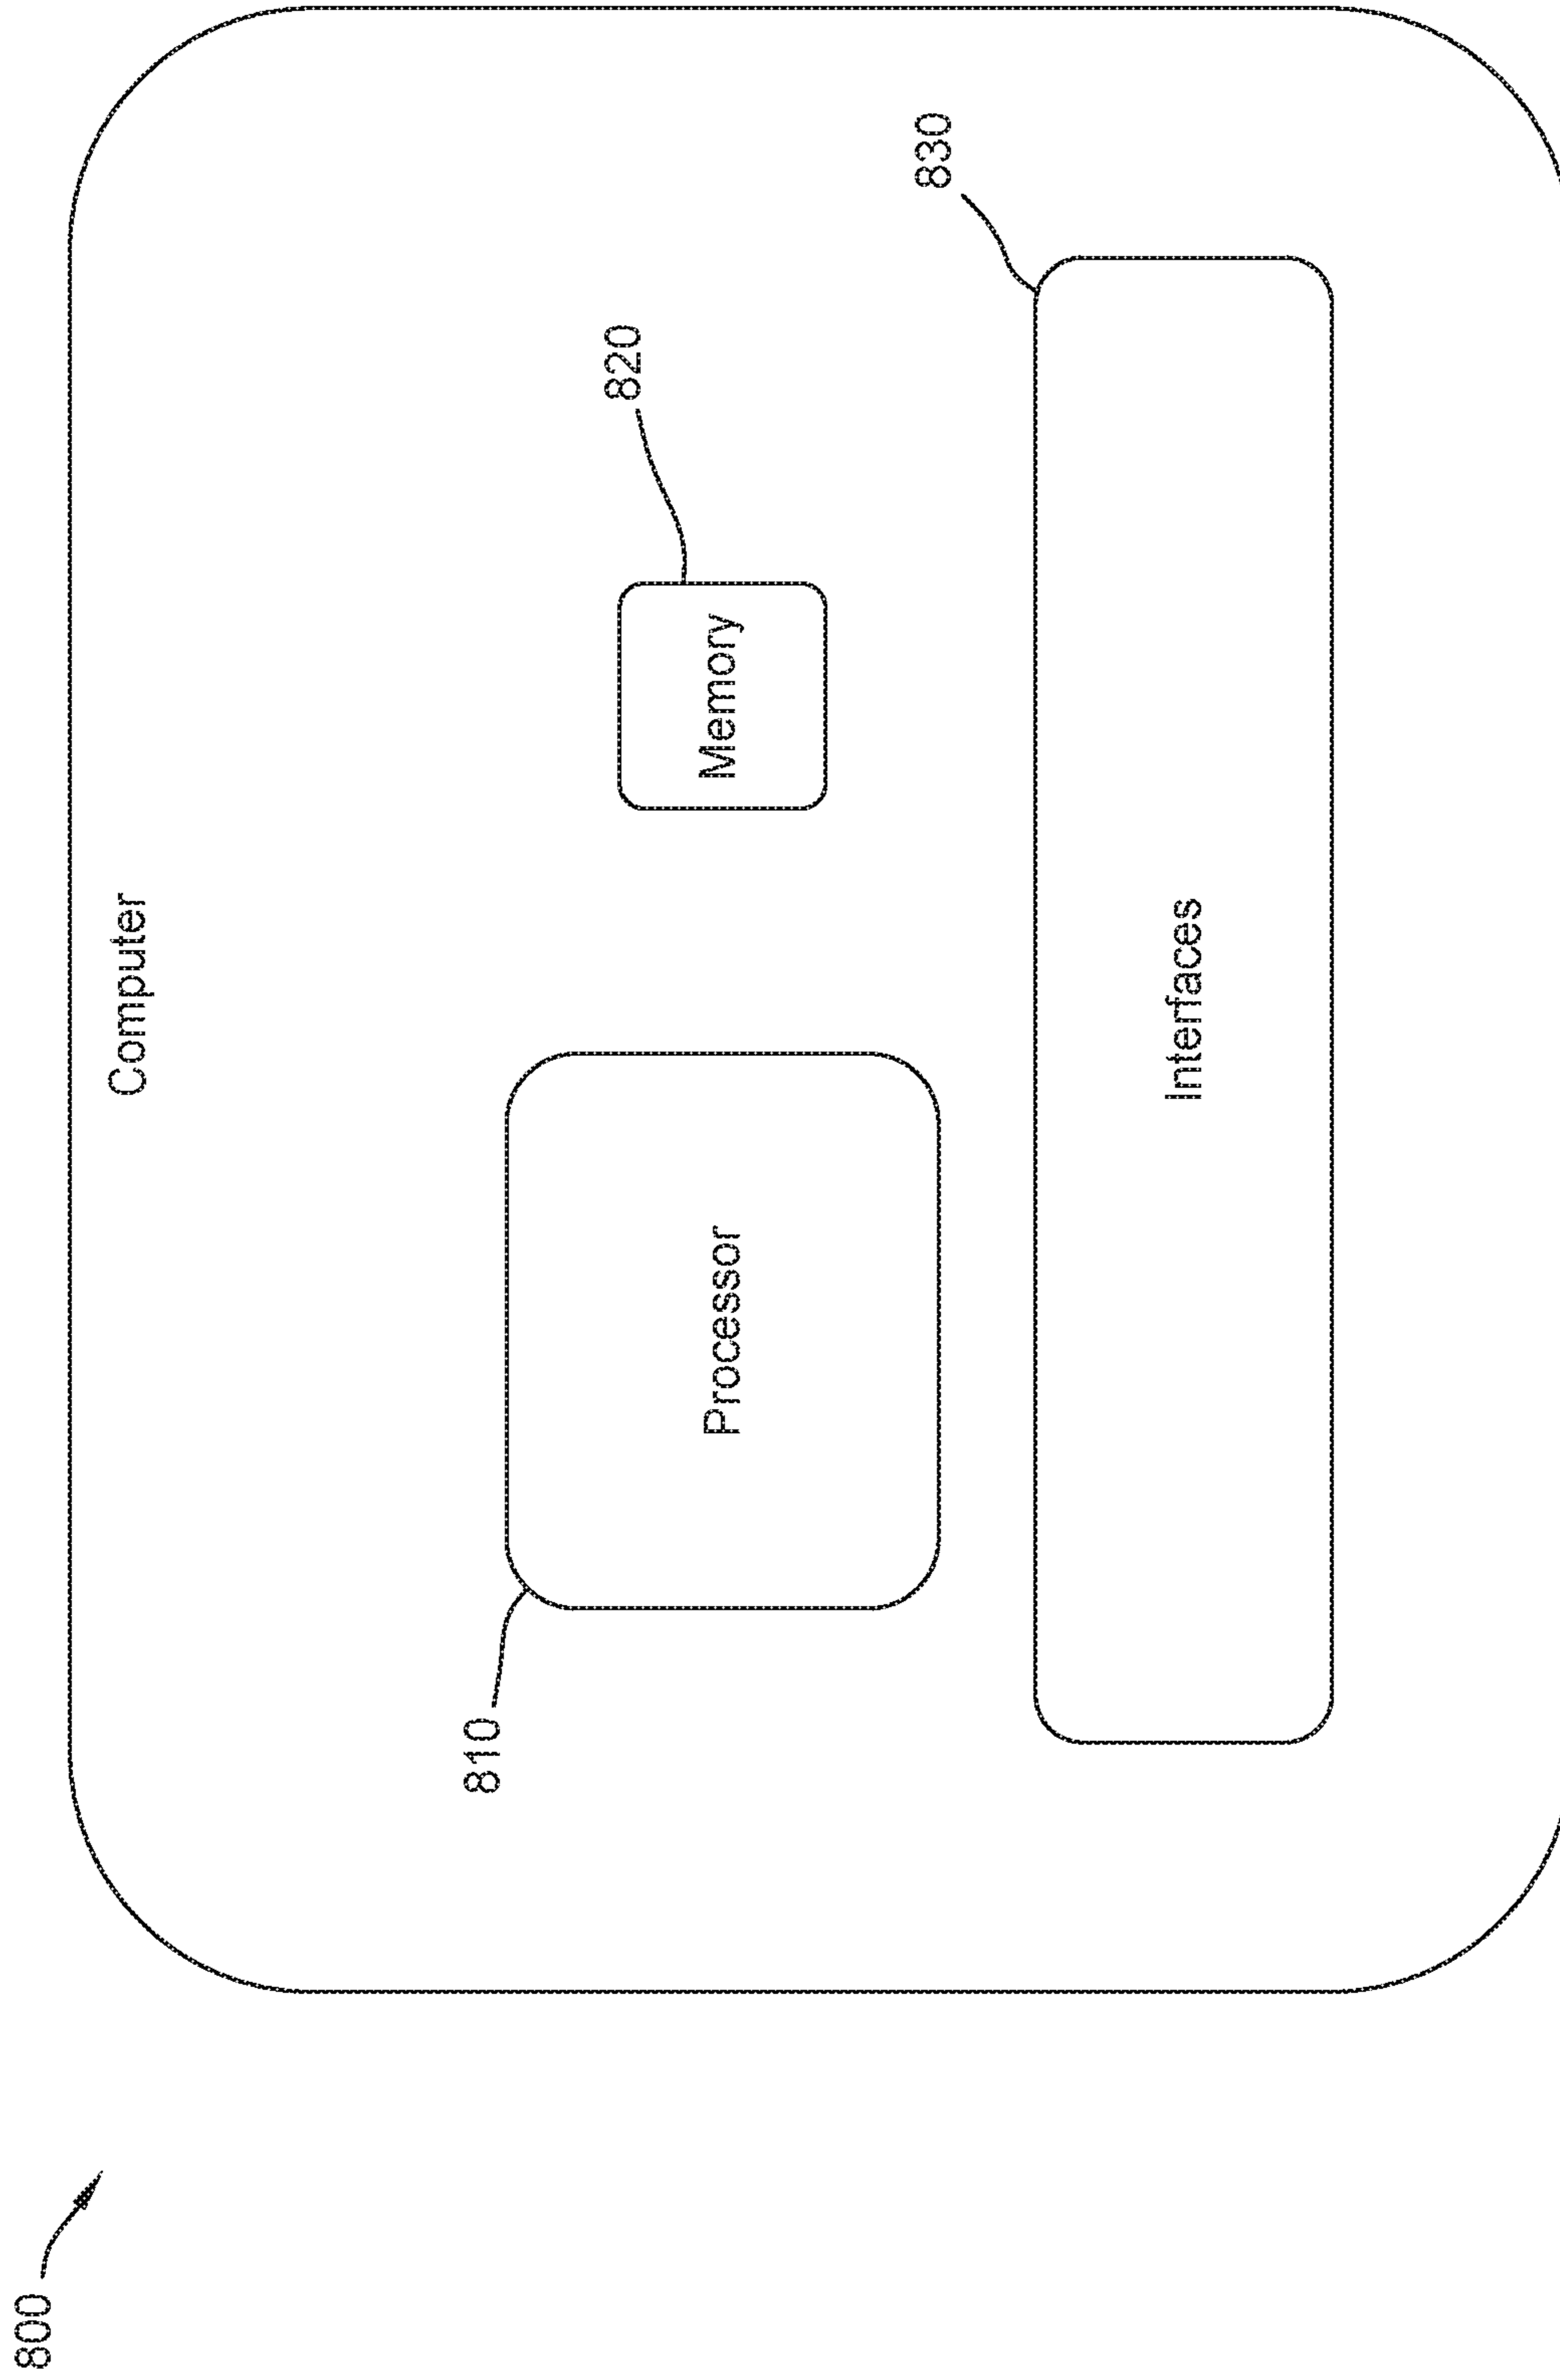 800
Computer
810
Processor
820
Memory
830
Interfaces